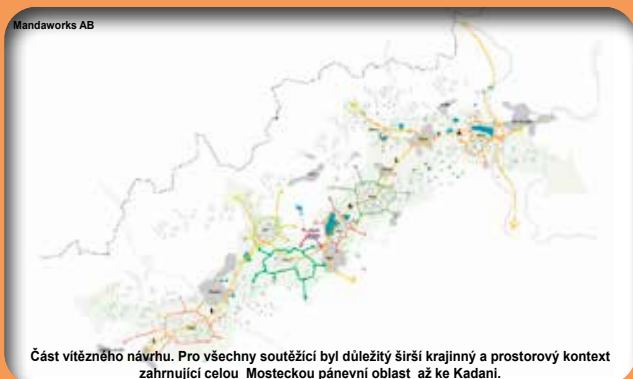 Mandaworks AB
Část vítězného návrhu. Pro všechny soutěžící byl důležitý širší krajinný a prostorový kontext
zahrnující celou Mosteckou pánevní oblast až ke Kadani.